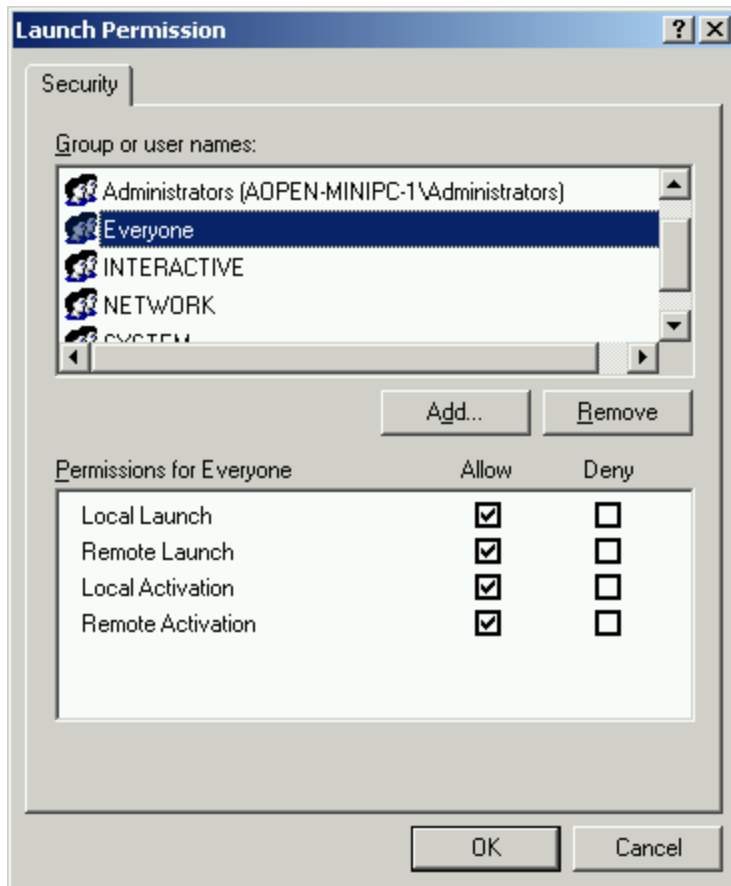 Launch Permission
Security
Group or user names:
Administrators (AOPEN-MINIPC-1\Administrators)
Everyone
INTERACTIVE
NETWORK
SYSTEM
Add... Remove
Permissions for Everyone Allow Deny
Local Launch
Remote Launch
Local Activation
Remote Activation
OK Cancel